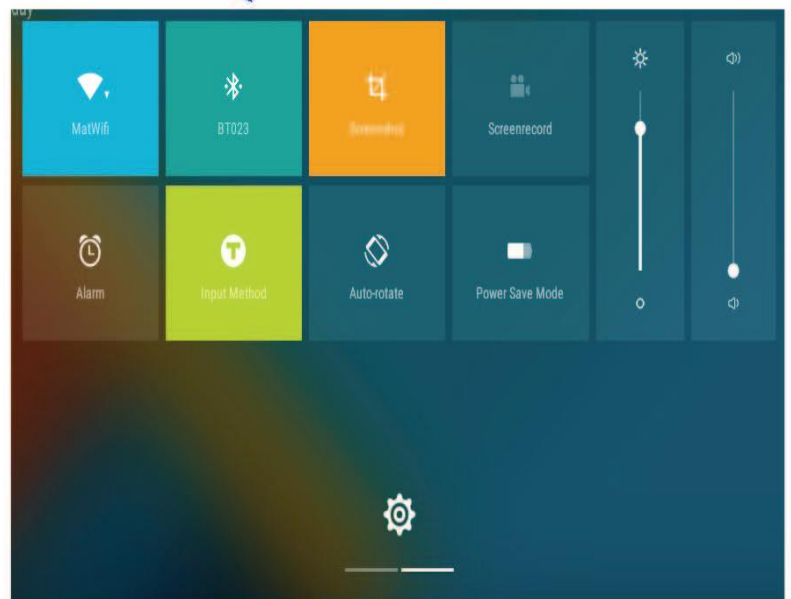 MatWifi
BT023
Screenrecord
Alarm
Input Method
Auto-rotate
Power Save Mode